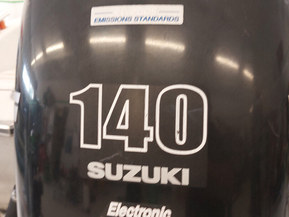 EMISSIONS STANDARDS
140
SUZUKI
Electronic